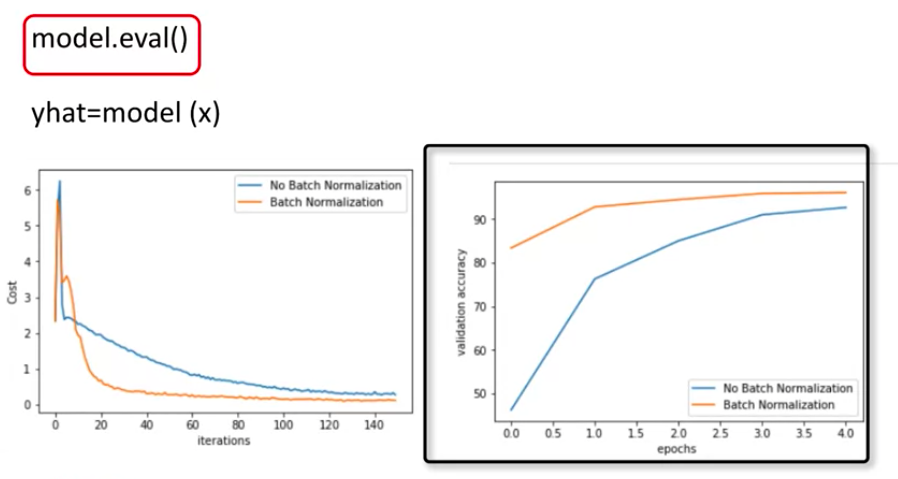 model.eval()
yhat=model (x)
No Batch Normalization
Batch Normalization
6
5
4
3
2
1
0
Cost
0 20 40 60 80 100 120 140
iterations
90
80
70
60
50
validation accuracy
No Batch Normalization
Batch Normalization
0.0 0.5 1.0 1.5 2.0 2.5 3.0 3.5 4.0
epochs